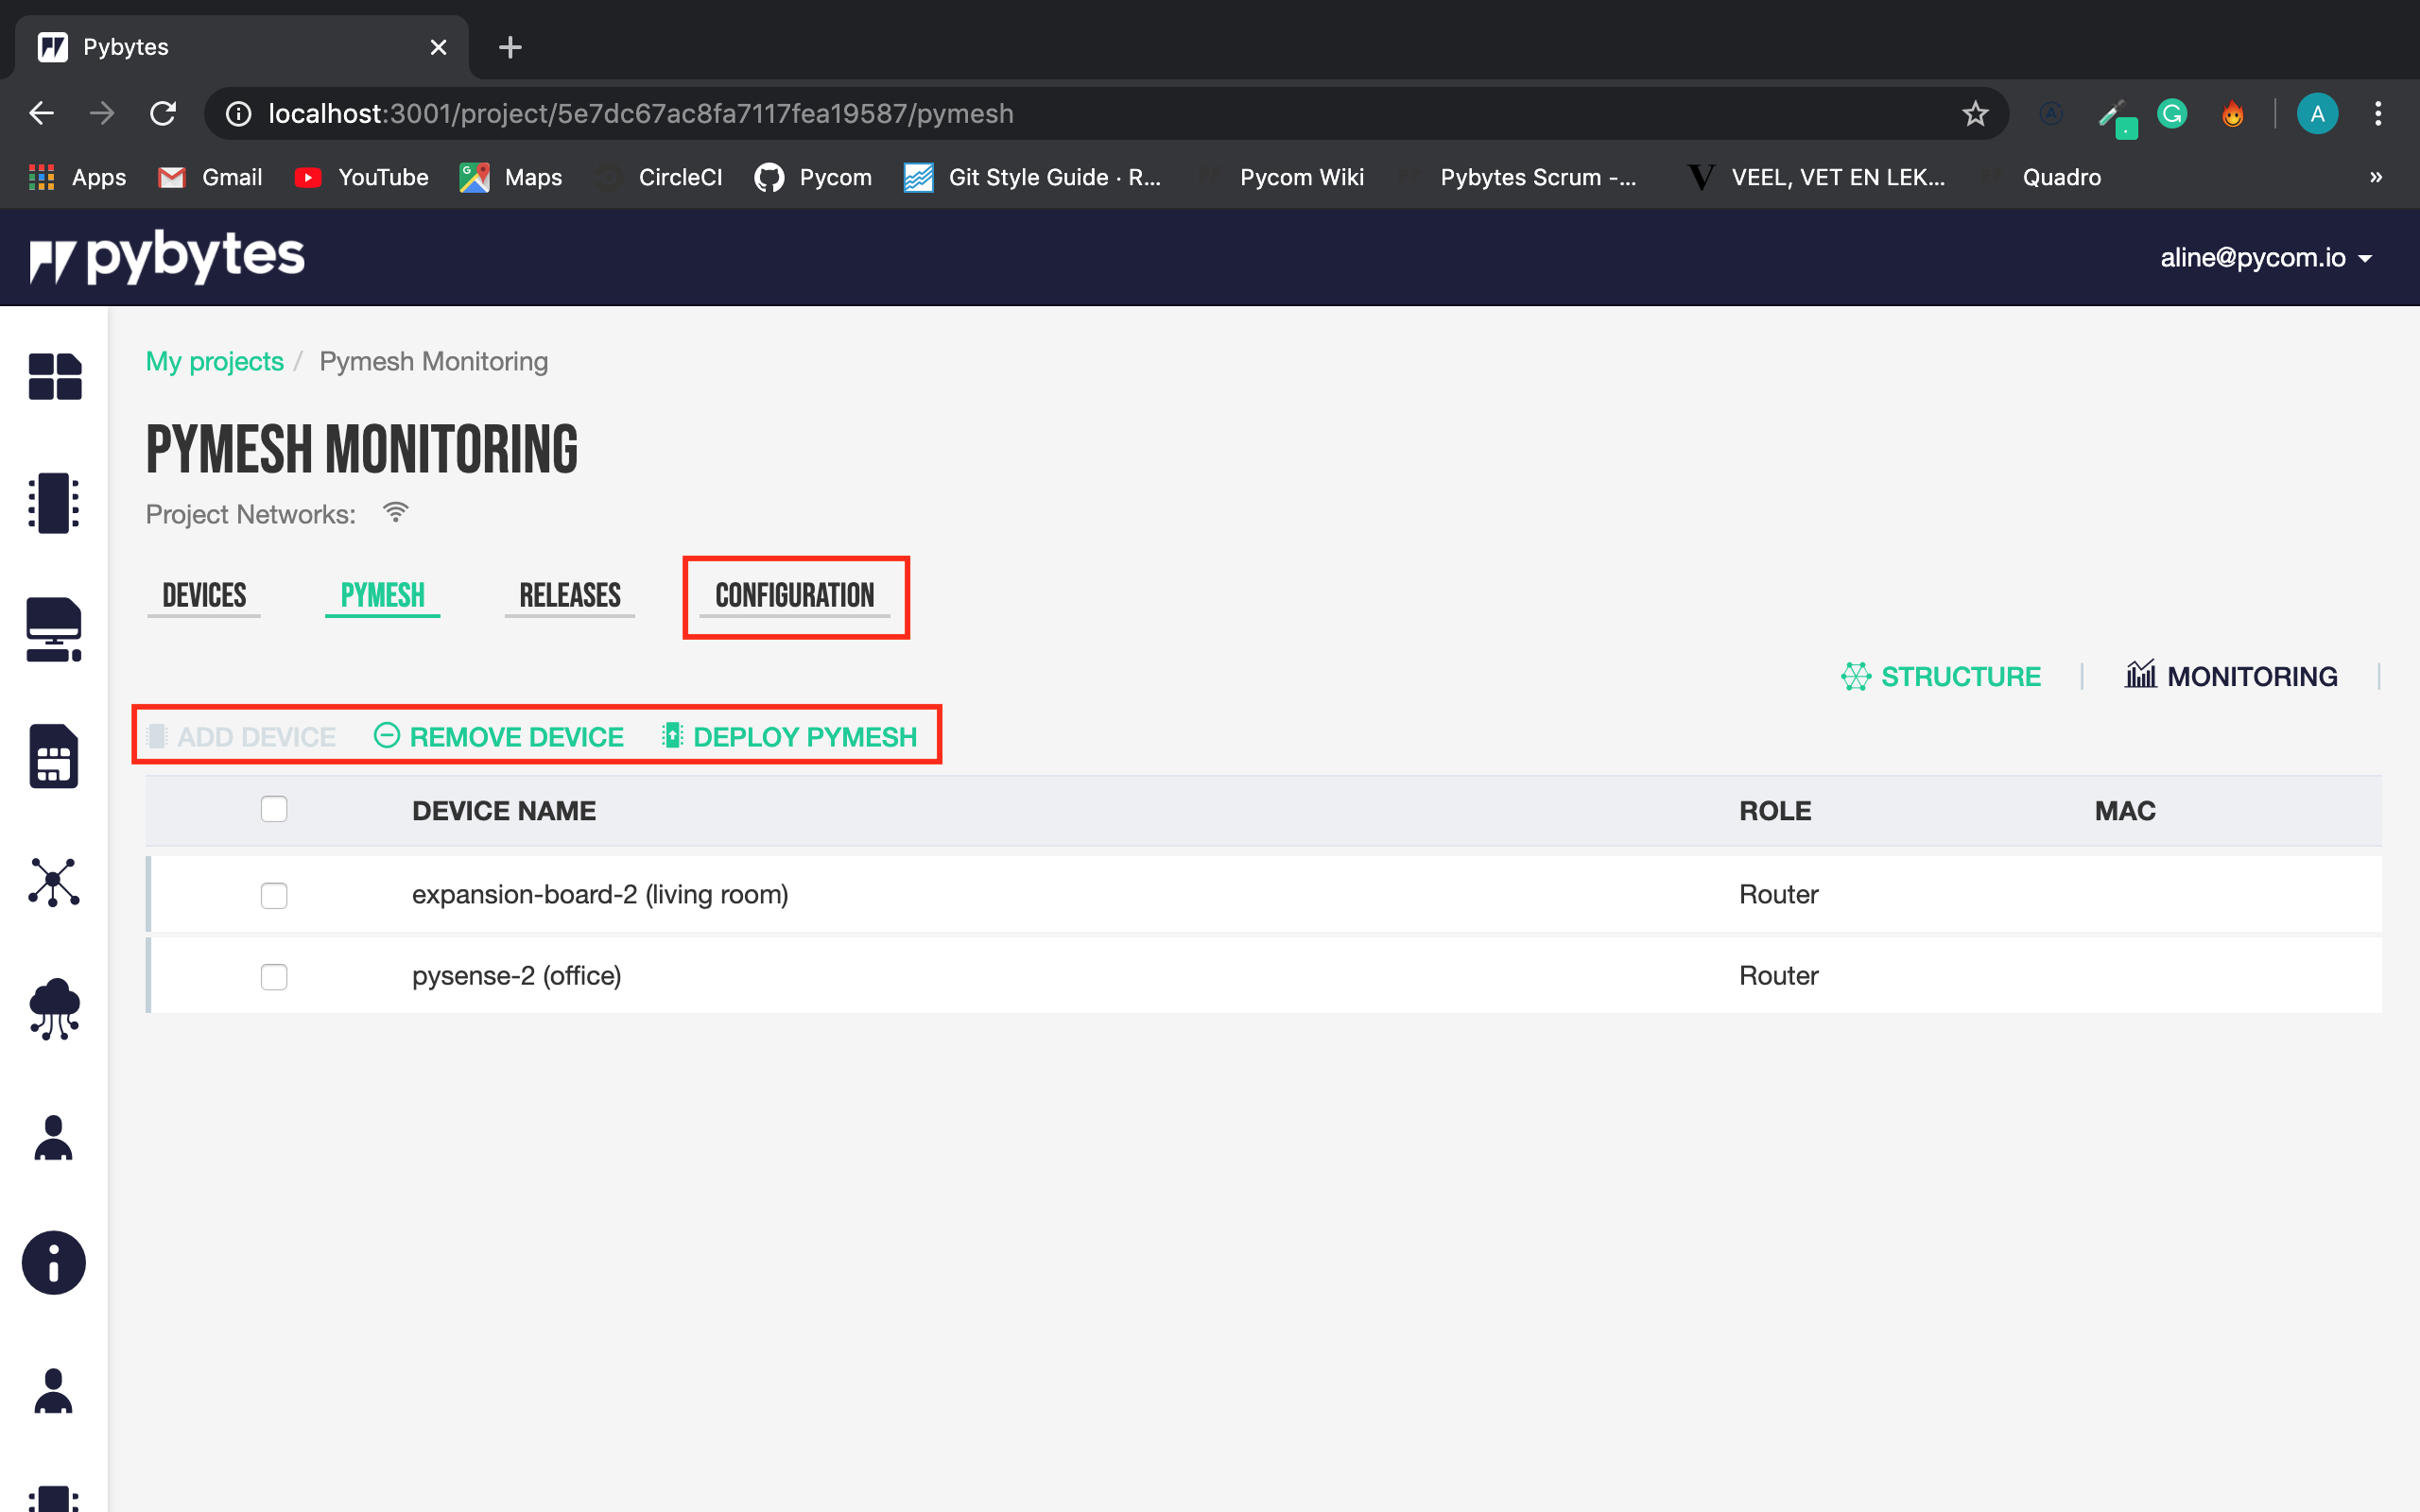 Pybytes
localhost:3001/project/5e7dc67ac8fa7117fea19587/pymesh
A
Apps Gmail YouTube Maps CircleCI Pycom Git Style Guide · R... Pycom Wiki Pybytes Scrum -... VEEL, VET EN LEK... Quadro »
pybytes
aline@pycom.io
My projects / Pymesh Monitoring
PYMESH MONITORING
Project Networks:
DEVICES PYMESH RELEASES CONFIGURATION
STRUCTURE | MONITORING |
ADD DEVICE REMOVE DEVICE DEPLOY PYMESH
DEVICE NAME ROLE MAC
expansion-board-2 (living room) Router
pysense-2 (office) Router